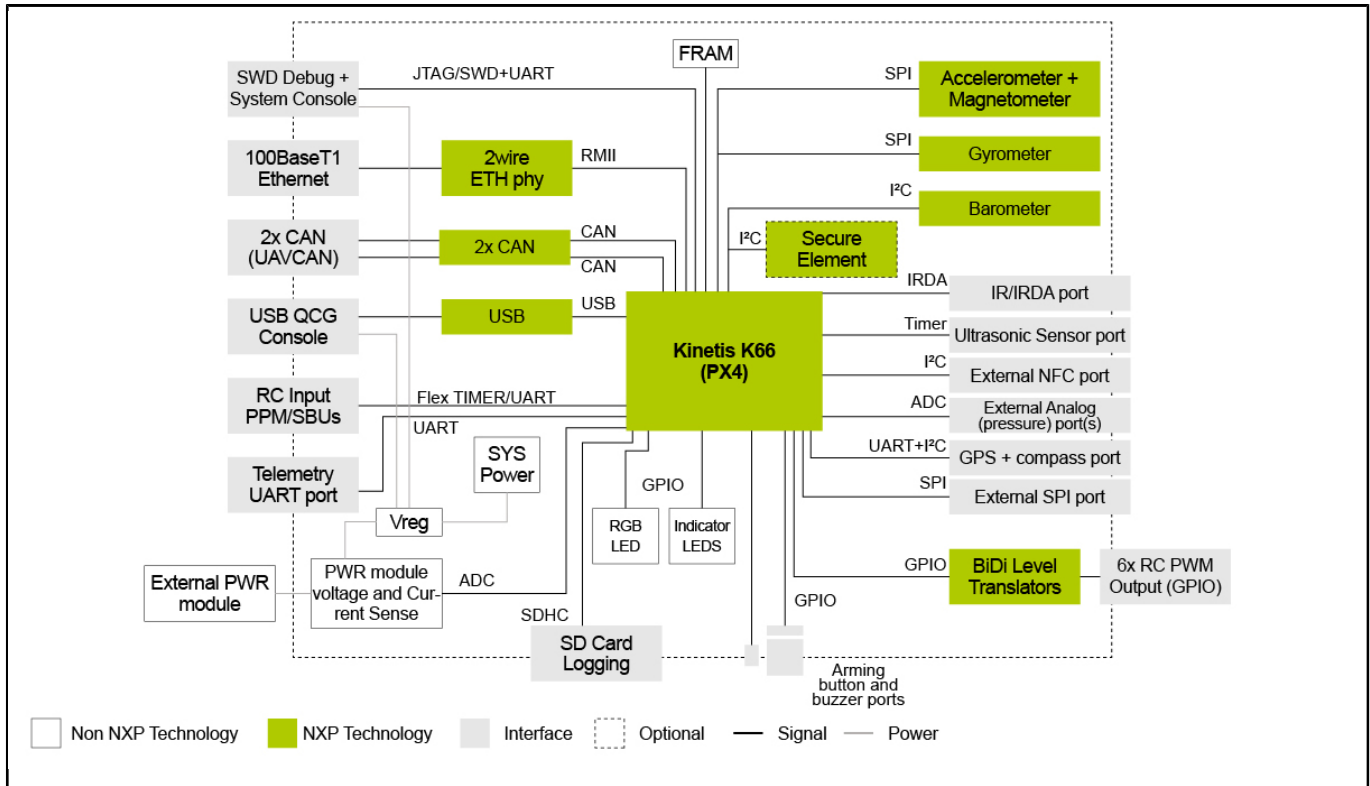 FRAM
SWD Debug +
System Console
JTAG/SWD+UART
SPI
Accelerometer +
Magnetometer
100BaseT1
Ethernet
2wire
ETH phy
RMII
SPI
Gyrometer
I²C
Barometer
2x CAN
(UAVCAN)
2x CAN
CAN
CAN
I²C
Secure
Element
USB QCG
Console
USB
USB
Kinetis K66
(PX4)
IRDA
IR/IRDA port
Timer
Ultrasonic Sensor port
I²C
External NFC port
RC Input
PPM/SBUs
Flex TIMER/UART
ADC
External Analog
(pressure) port(s)
UART
UART+I²C
GPS + compass port
Telemetry
UART port
SYS
Power
SPI
External SPI port
GPIO
Vreg
RGB
LED
Indicator
LEDS
External PWR
module
PWR module
voltage and Cur-
rent Sense
ADC
GPIO
BiDi Level
Translators
6x RC PWM
Output (GPIO)
GPIO
SDHC
SD Card
Logging
Arming
button and
buzzer ports
Non NXP Technology
NXP Technology
Interface
Optional
Signal
Power